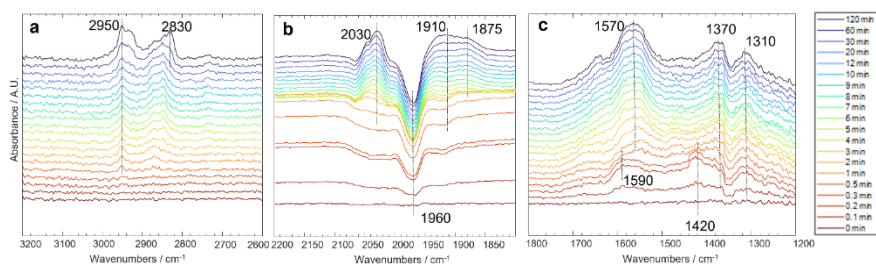 a
2950
2830
Absorbance / A.U.
3200
3100
3000
2900
2800
2700
2600
Wavenumbers / cm⁻¹
b
2030
1910
1875
1960
2200
2100
2050
1950
1900
1800
Wavenumbers / cm⁻¹
c
1570
1370
1310
1590
1420
1800
1700
1600
1500
1400
1300
1200
Wavenumbers / cm⁻¹
120 min
60 min
30 min
20 min
12 min
10 min
9 min
8 min
7 min
6 min
5 min
4 min
3 min
2 min
1 min
0.5 min
0.3 min
0.2 min
0.1 min
0 min